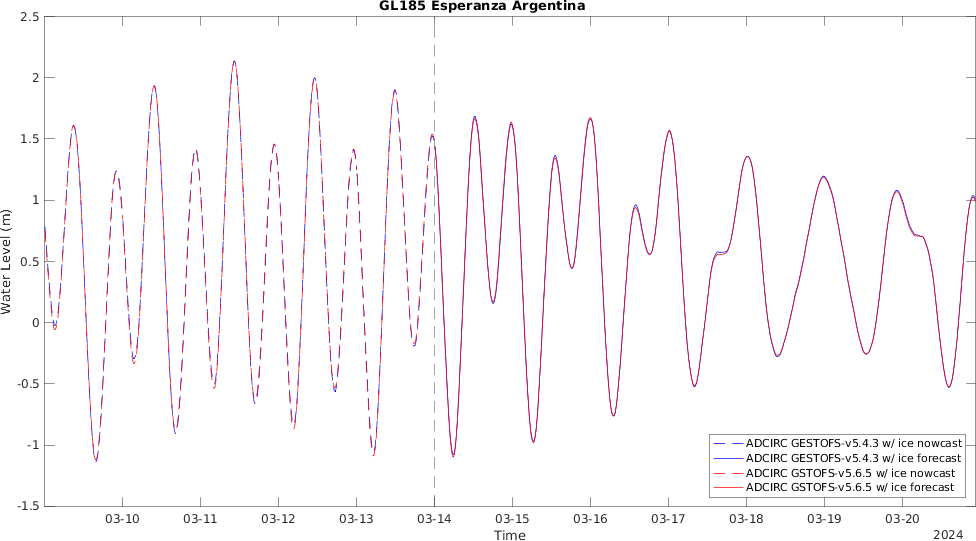 GL185 Esperanza Argentina
Water Level (m)
2.5
2
1.5
1
0.5
0
-0.5
-1
-1.5
ADCIRC GESTOFS-v5.4.3 w/ ice nowcast
ADCIRC GESTOFS-v5.4.3 w/ ice forecast
ADCIRC GSTOFS-v5.6.5 w/ ice nowcast
ADCIRC GSTOFS-v5.6.5 w/ ice forecast
03-10 03-11 03-12 03-13 03-14 03-15 03-16 03-17 03-18 03-19 03-20
Time
2024